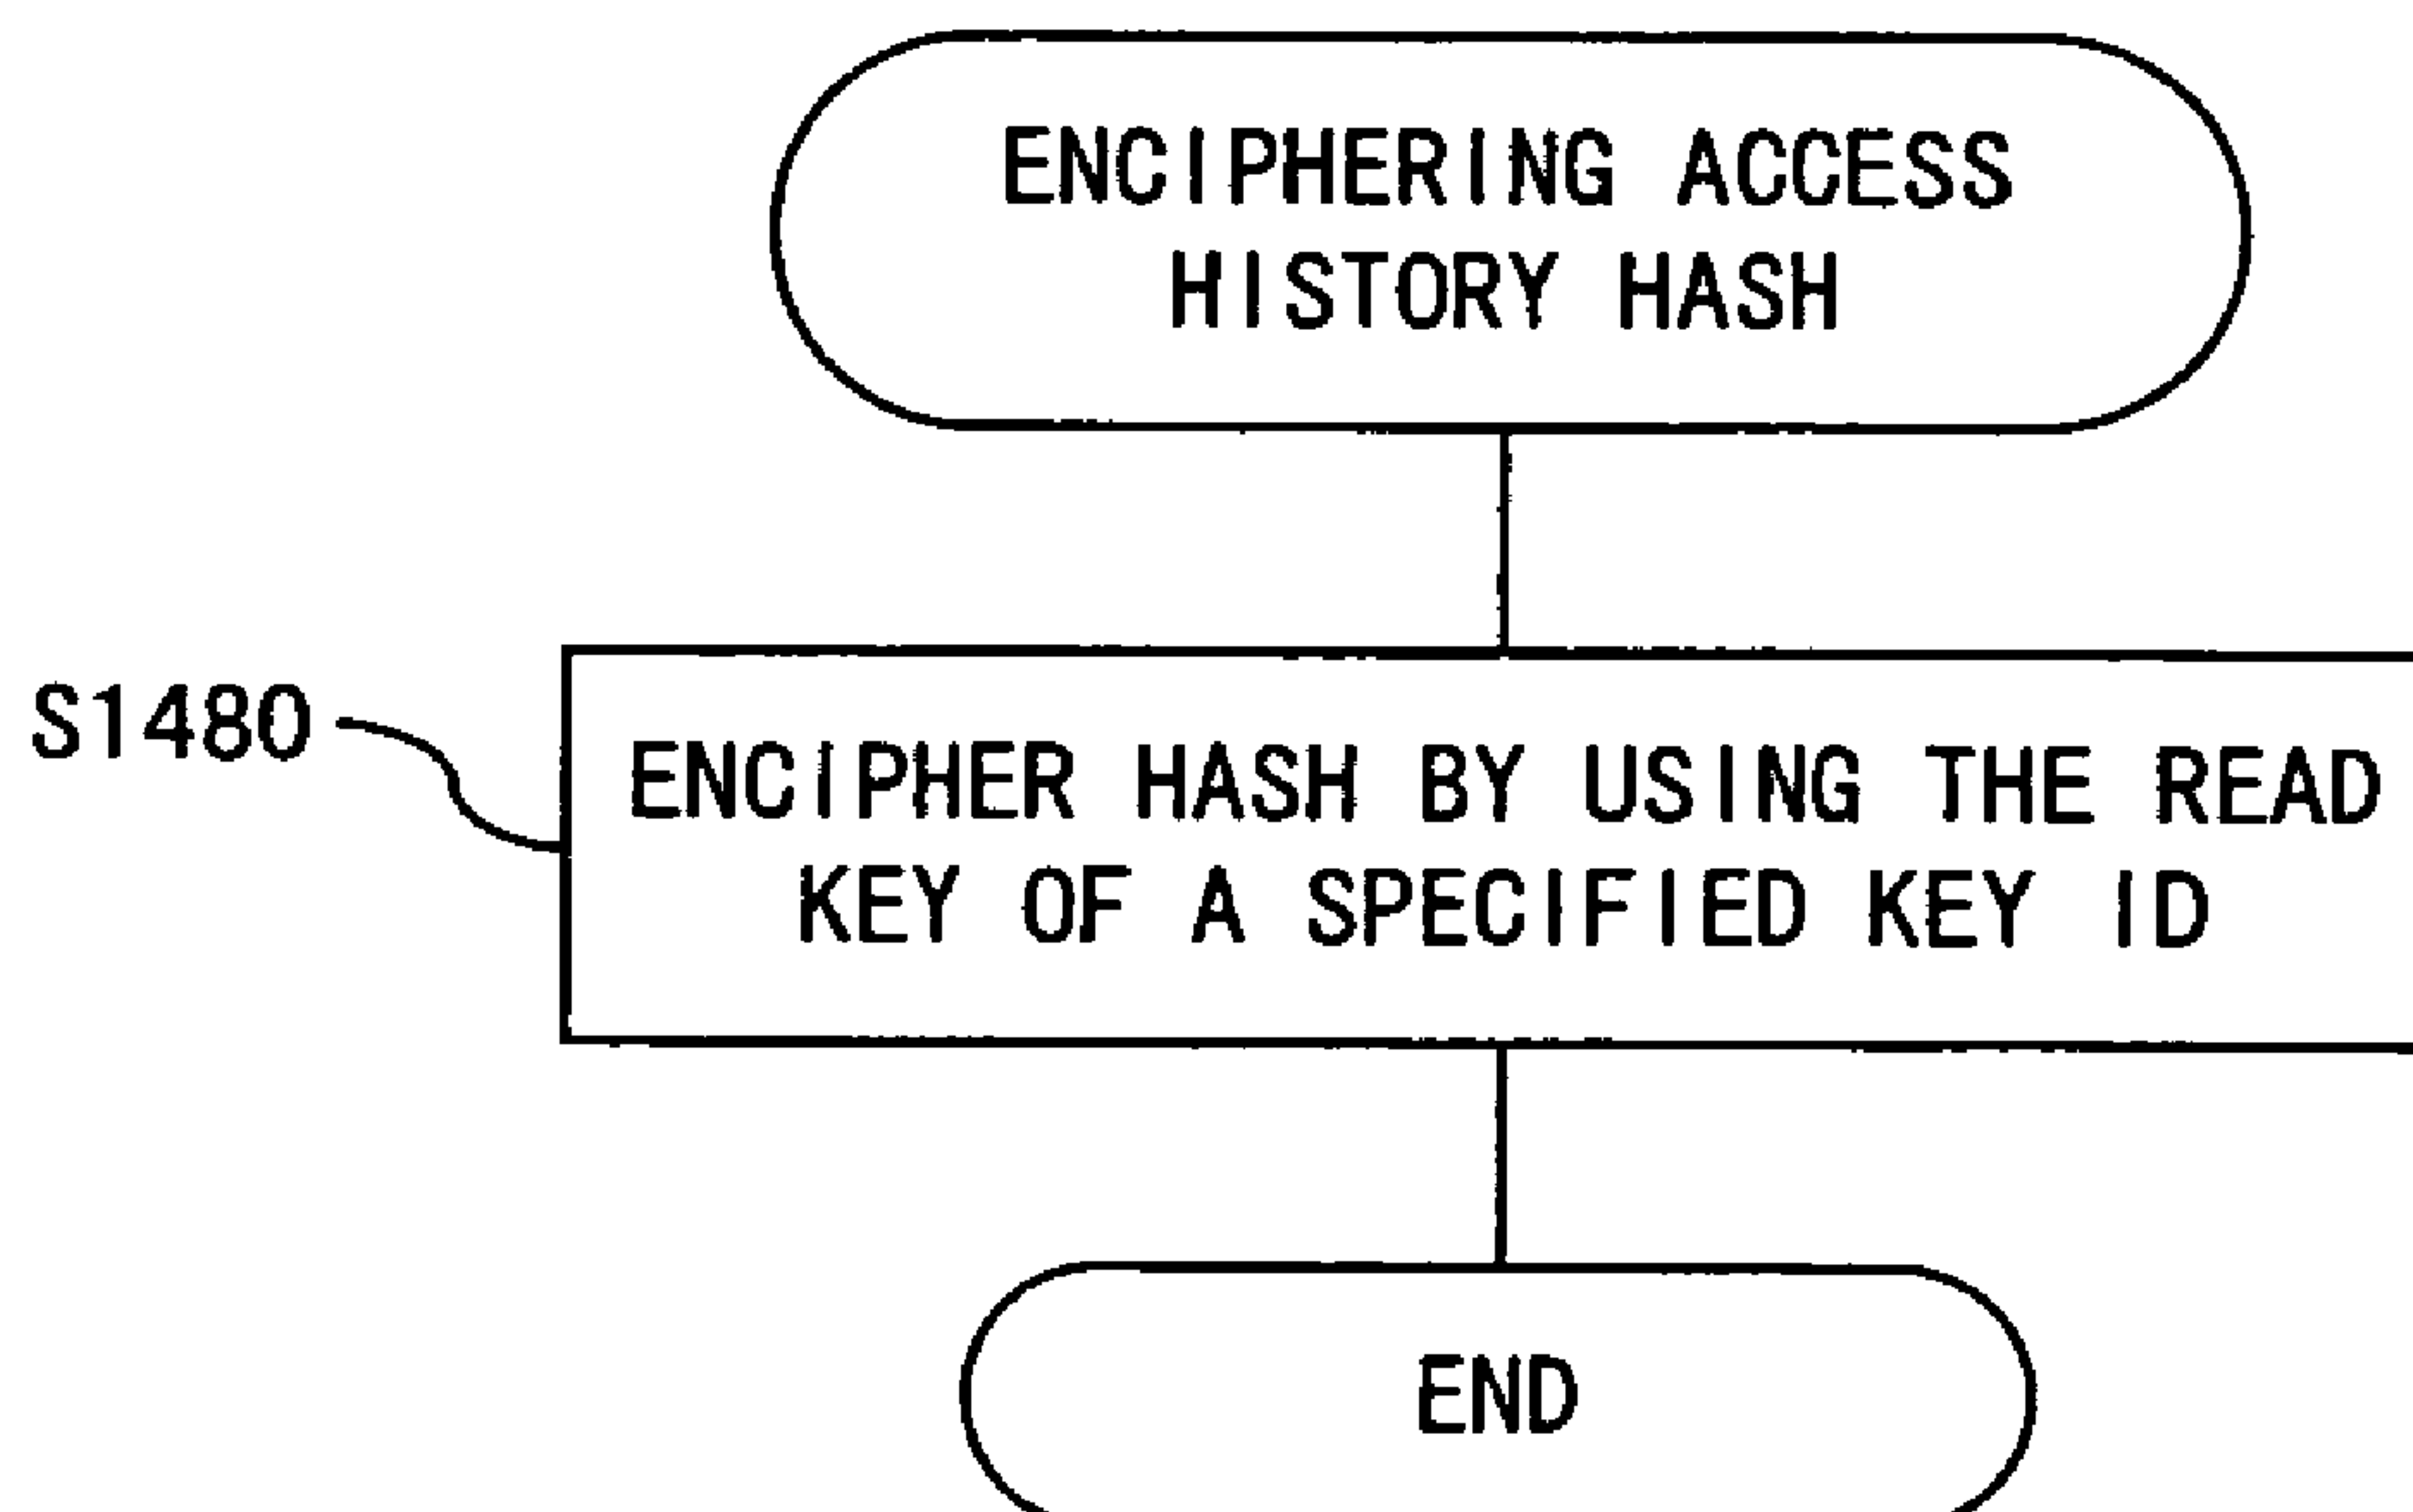 ENCIPHERING ACCESS
HISTORY HASH
S1480
ENCIPHER HASH BY USING THE READ
KEY OF A SPECIFIED KEY ID
END